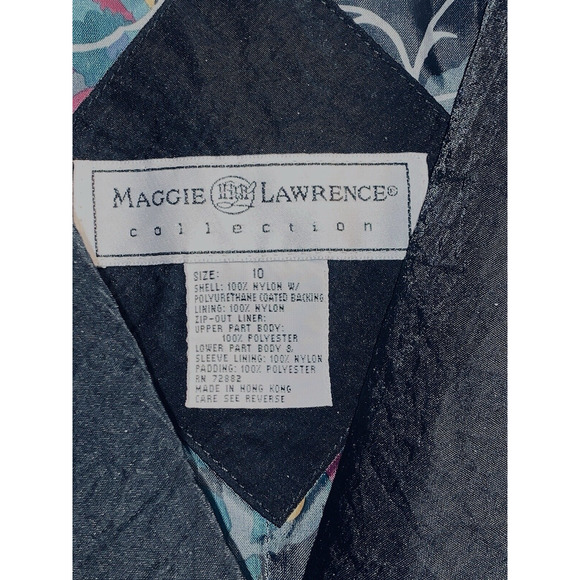 MAGGIE LAWRENCE®
collection
SIZE: 10
SHELL: 100% NYLON W/
POLYURETHANE COATED BACKING
LINING: 100% NYLON
ZIP-OUT LINER:
UPPER PART BODY:
100% POLYESTER
LOWER PART BODY &
SLEEVE LINING: 100% NYLON
PADDING: 100% POLYESTER
RN 72882
MADE IN HONG KONG
CARE SEE REVERSE